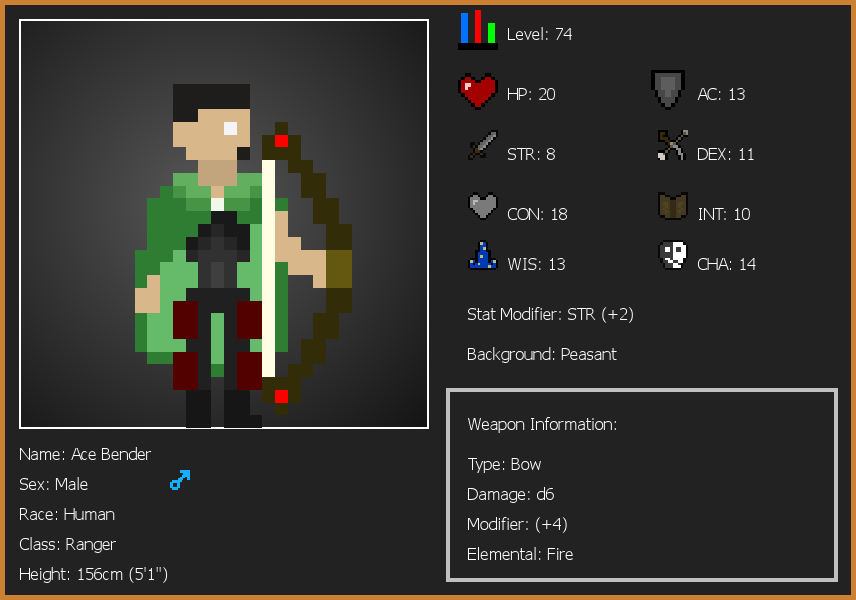 Level: 74
HP: 20
AC: 13
STR: 8
DEX: 11
CON: 18
INT: 10
WIS: 13
CHA: 14
Stat Modifier: STR (+2)
Background: Peasant
Weapon Information:
Type: Bow
Damage: d6
Modifier: (+4)
Elemental: Fire
Name: Ace Bender
Sex: Male
Race: Human
Class: Ranger
Height: 156cm (5'1")